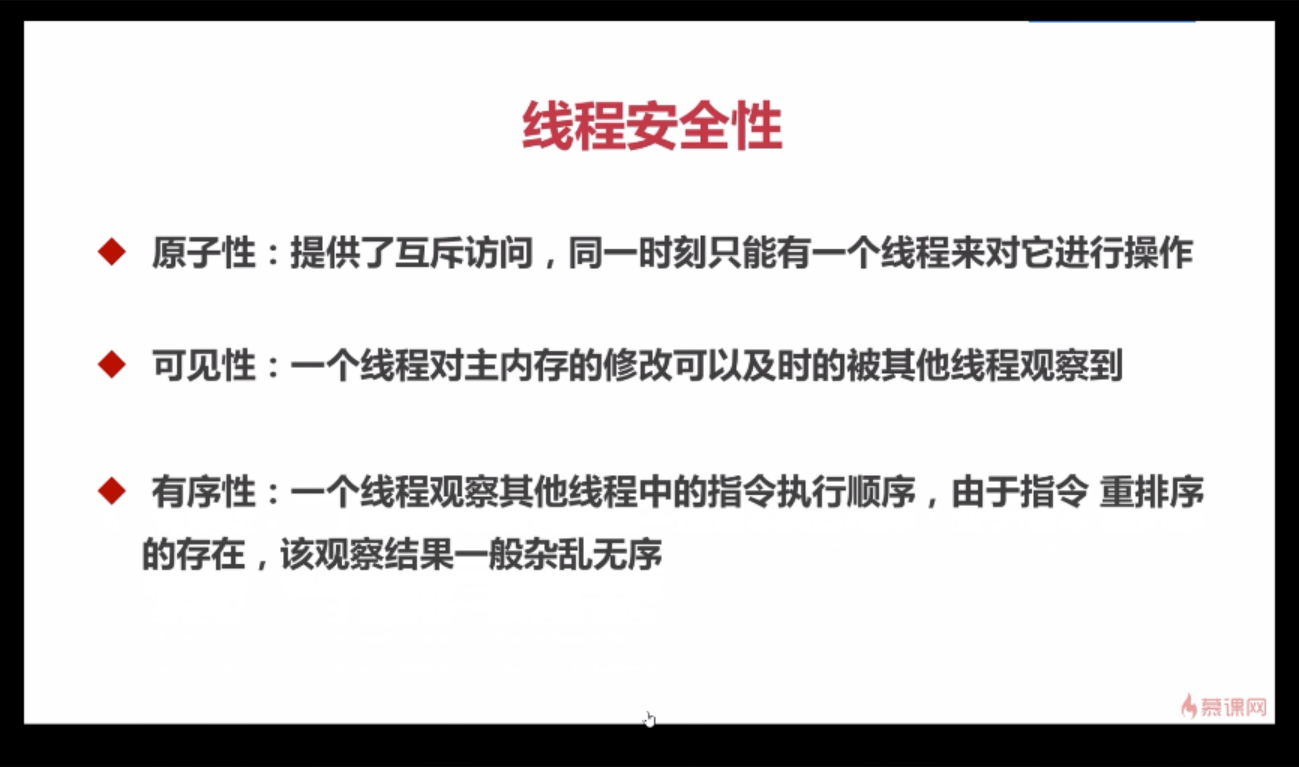 线程安全性
原子性：提供了互斥访问，同一时刻只能有一个线程来对它进行操作
可见性：一个线程对主内存的修改可以及时的被其他线程观察到
有序性：一个线程观察其他线程中的指令执行顺序，由于指令 重排序
的存在，该观察结果一般杂乱无序
慕课网